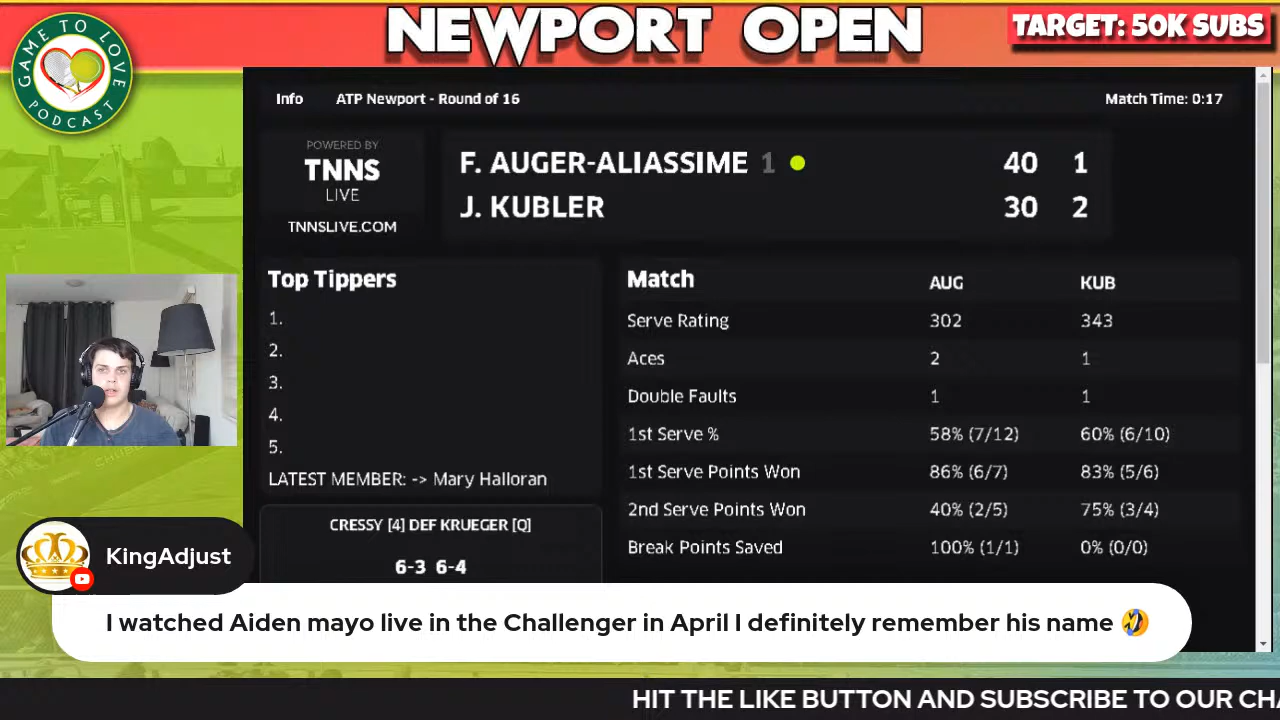 GAME TO LOVE
PODCAST
NEWPORT OPEN
TARGET: 50K SUBS
Info ATP Newport - Round of 16 Match Time: 0:17
POWERED BY
TNNS
LIVE
TNNSLIVE.COM
F. AUGER-ALIASSIME 1 40 1
J. KUBLER 30 2
Top Tippers
1.
2.
3.
4.
5.
LATEST MEMBER: -> Mary Halloran
CRESSY [4] DEF KRUEGER [Q]
6-3 6-4
Match AUG KUB
Serve Rating 302 343
Aces 2 1
Double Faults 1 1
1st Serve % 58% (7/12) 60% (6/10)
1st Serve Points Won 86% (6/7) 83% (5/6)
2nd Serve Points Won 40% (2/5) 75% (3/4)
Break Points Saved 100% (1/1) 0% (0/0)
KingAdjust
I watched Aiden mayo live in the Challenger in April I definitely remember his name 🤣
HIT THE LIKE BUTTON AND SUBSCRIBE TO OUR CHA